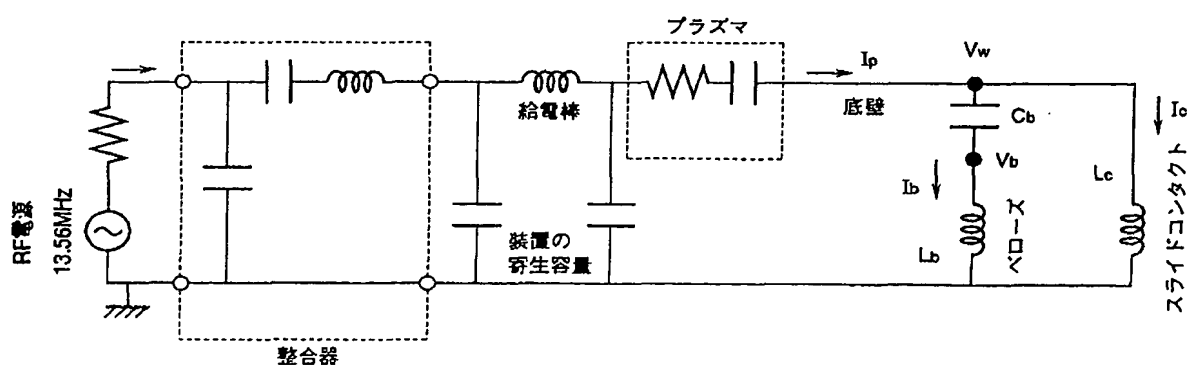 プラズマ
Ip
底壁
Vw
Cb
Vb
Ib
Lb
ベローズ
Lc
Ic
スライドコンタクト
給電棒
装置の
寄生容量
RF電源
13.56MHz
整合器